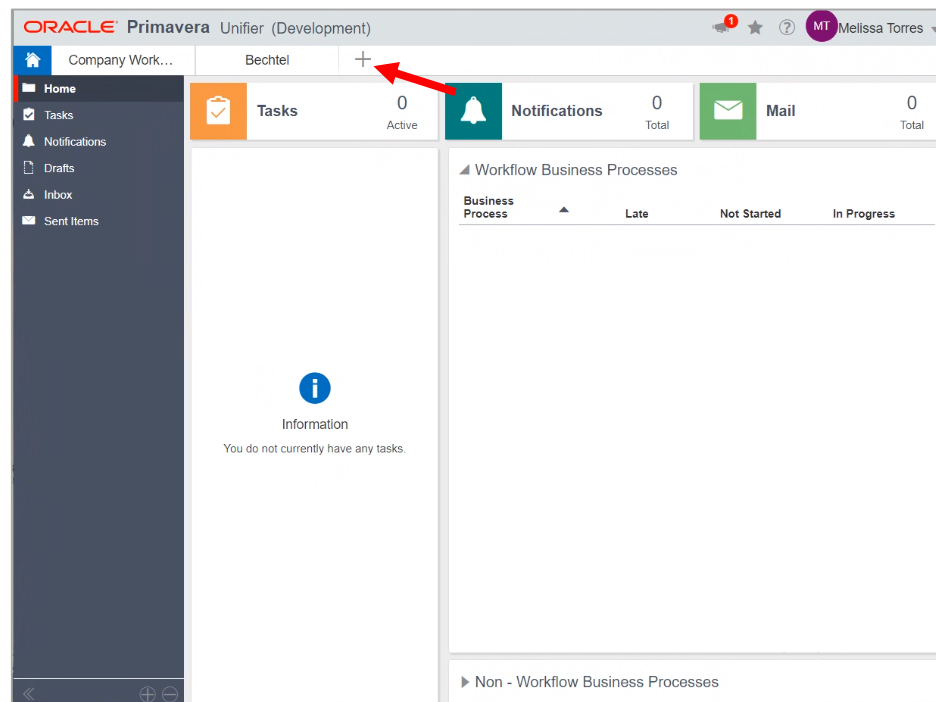 ORACLE Primavera Unifier (Development)
1
?
MT
Melissa Torres
Company Work...
Bechtel
Home
Tasks
Notifications
Drafts
Inbox
Sent Items
Tasks
0
Active
Notifications
0
Total
Mail
0
Total
Information
You do not currently have any tasks.
Workflow Business Processes
Business
Process
Late
Not Started
In Progress
Non - Workflow Business Processes